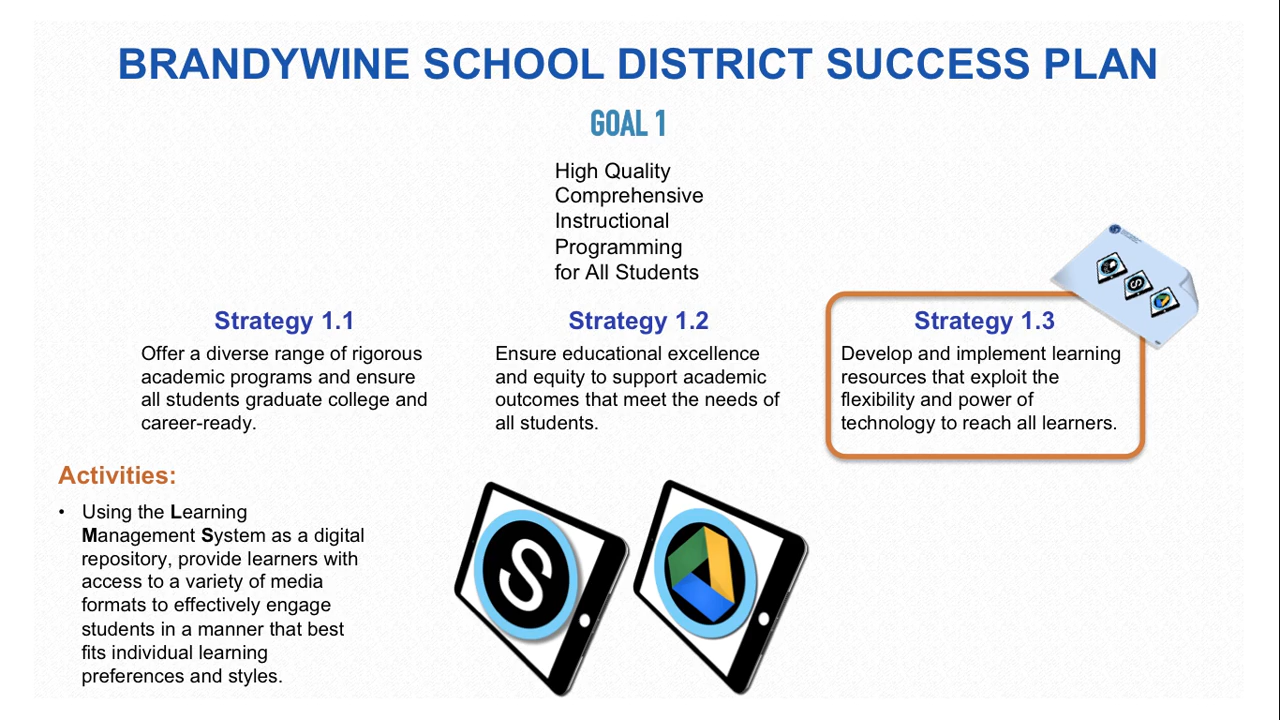 BRANDYWINE SCHOOL DISTRICT SUCCESS PLAN
GOAL 1
High Quality
Comprehensive
Instructional
Programming
for All Students
Strategy 1.1
Offer a diverse range of rigorous
academic programs and ensure
all students graduate college and
career-ready.
Strategy 1.2
Ensure educational excellence
and equity to support academic
outcomes that meet the needs of
all students.
Strategy 1.3
Develop and implement learning
resources that exploit the
flexibility and power of
technology to reach all learners.
Activities:
• Using the Learning
Management System as a digital
repository, provide learners with
access to a variety of media
formats to effectively engage
students in a manner that best
fits individual learning
preferences and styles.
S
S